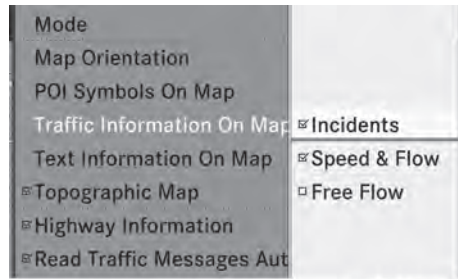 Mode
Map Orientation
POI Symbols On Map
Traffic Information On Map
Incidents
Text Information On Map
Speed & Flow
Topographic Map
Free Flow
Highway Information
Read Traffic Messages Aut